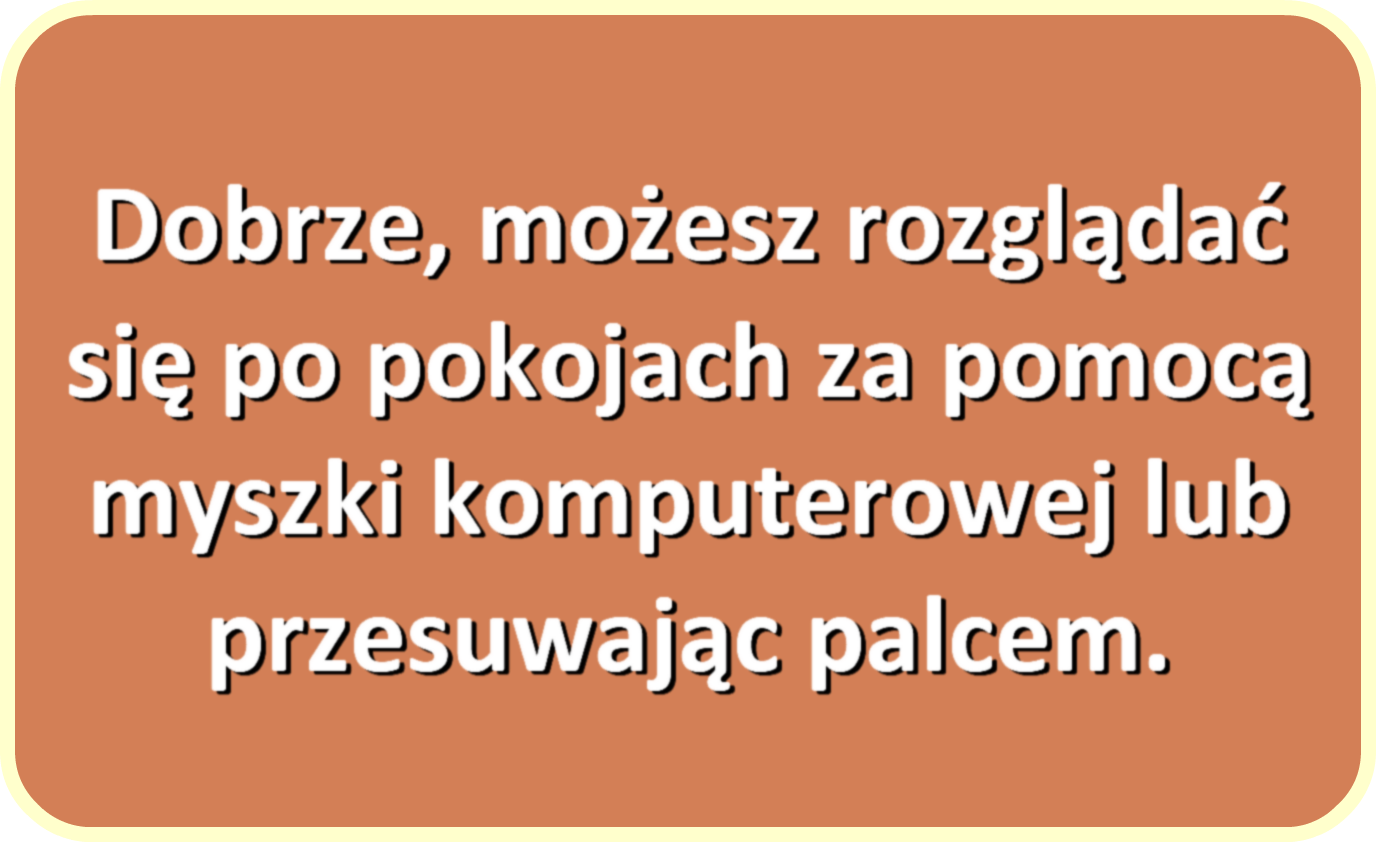 Dobrze, możesz rozglądać
się po pokojach za pomocą
myszki komputerowej lub
przesuwając palcem.